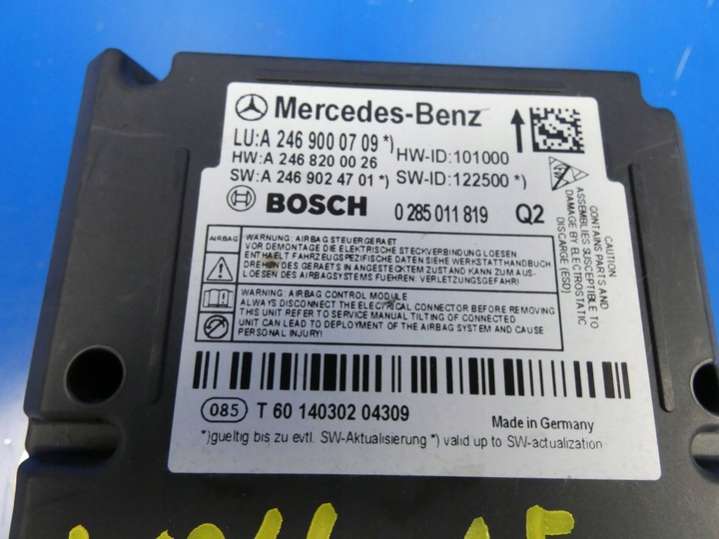 Mercedes-Benz
LU:A 246 900 07 09 *)
HW:A 246 820 00 26 HW-ID:101000
SW:A 246 902 47 01 *) SW-ID:122500 *)
BOSCH 0 285 011 819 Q2
AIRBAG
WARNUNG: AIRBAGSTEUERGERAET
VOR DEMONTAGE DIE ELEKTRISCHE STECKVERBINDUNG LOESEN
ENTHAELT FAHRZEUGSPEZIFISCHE DATEN SIEHE WERKSTATTHANDBUCH
DREHEN DES GERAETS IN ANGESTECKTEM ZUSTAND KANN ZUM AUS-
LOESEN DES AIRBAGSYSTEMS FUEHREN: VERLETZUNGSGEFAHR!
WARNING: AIRBAG CONTROL MODULE
ALWAYS DISCONNECT THE ELECTRICAL CONNECTOR BEFORE REMOVING
THIS UNIT REFER TO SERVICE MANUAL TILTING OF CONNECTED
UNIT CAN LEAD TO DEPLOYMENT OF THE AIRBAG SYSTEM AND CAUSE
PERSONAL INJURY!
CAUTION
CONTAINS PARTS AND
ASSEMBLIES SUSCEPTIBLE TO
DAMAGE BY ELECTROSTATIC
DISCARGE (ESD)
085 T 60 140302 04309
Made in Germany
*)gueltig bis zu evtl. SW-Aktualisierung *) valid up to SW-actualization